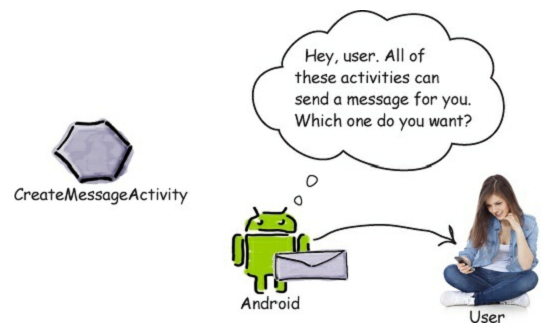 Hey, user. All of
these activities can
send a message for you.
Which one do you want?
CreateMessageActivity
Android
User